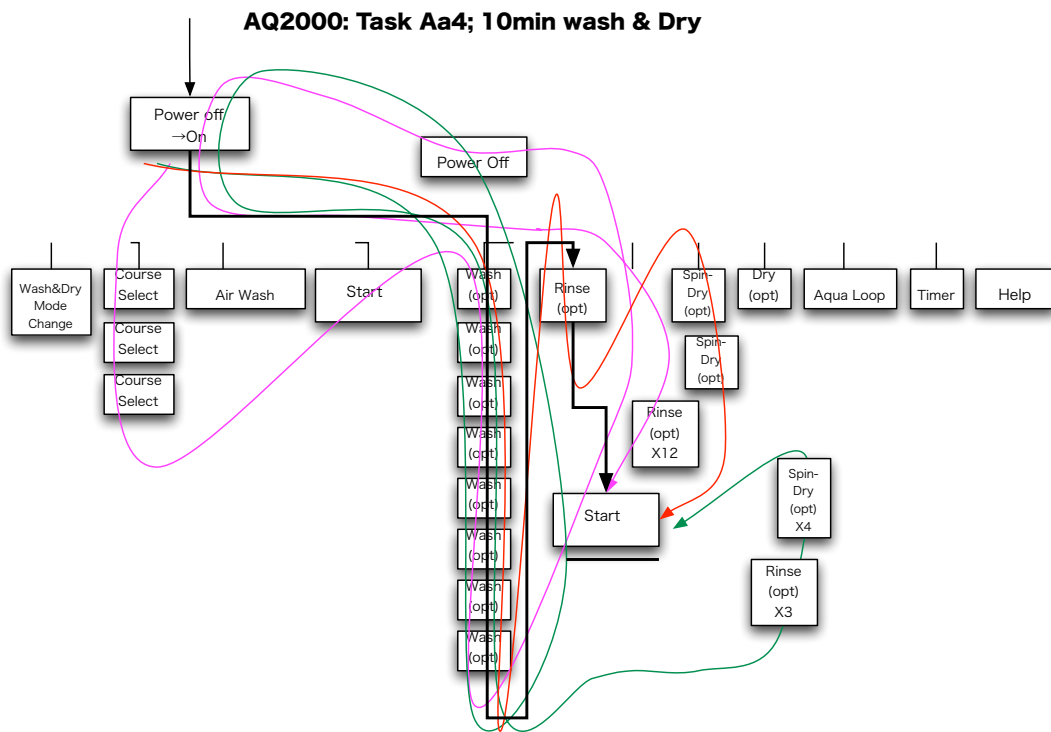 AQ2000: Task Aa4; 10min wash & Dry
Power off
→On
Power Off
Wash&Dry
Mode
Change
Course
Select
Course
Select
Course
Select
Air Wash
Start
Wash
(opt)
Wash
(opt)
Wash
(opt)
Wash
(opt)
Wash
(opt)
Wash
(opt)
Wash
(opt)
Wash
(opt)
Rinse
(opt)
Spin-
Dry
(opt)
Spin-
Dry
(opt)
Dry
(opt)
Aqua Loop
Timer
Help
Rinse
(opt)
X12
Start
Spin-
Dry
(opt)
X4
Rinse
(opt)
X3